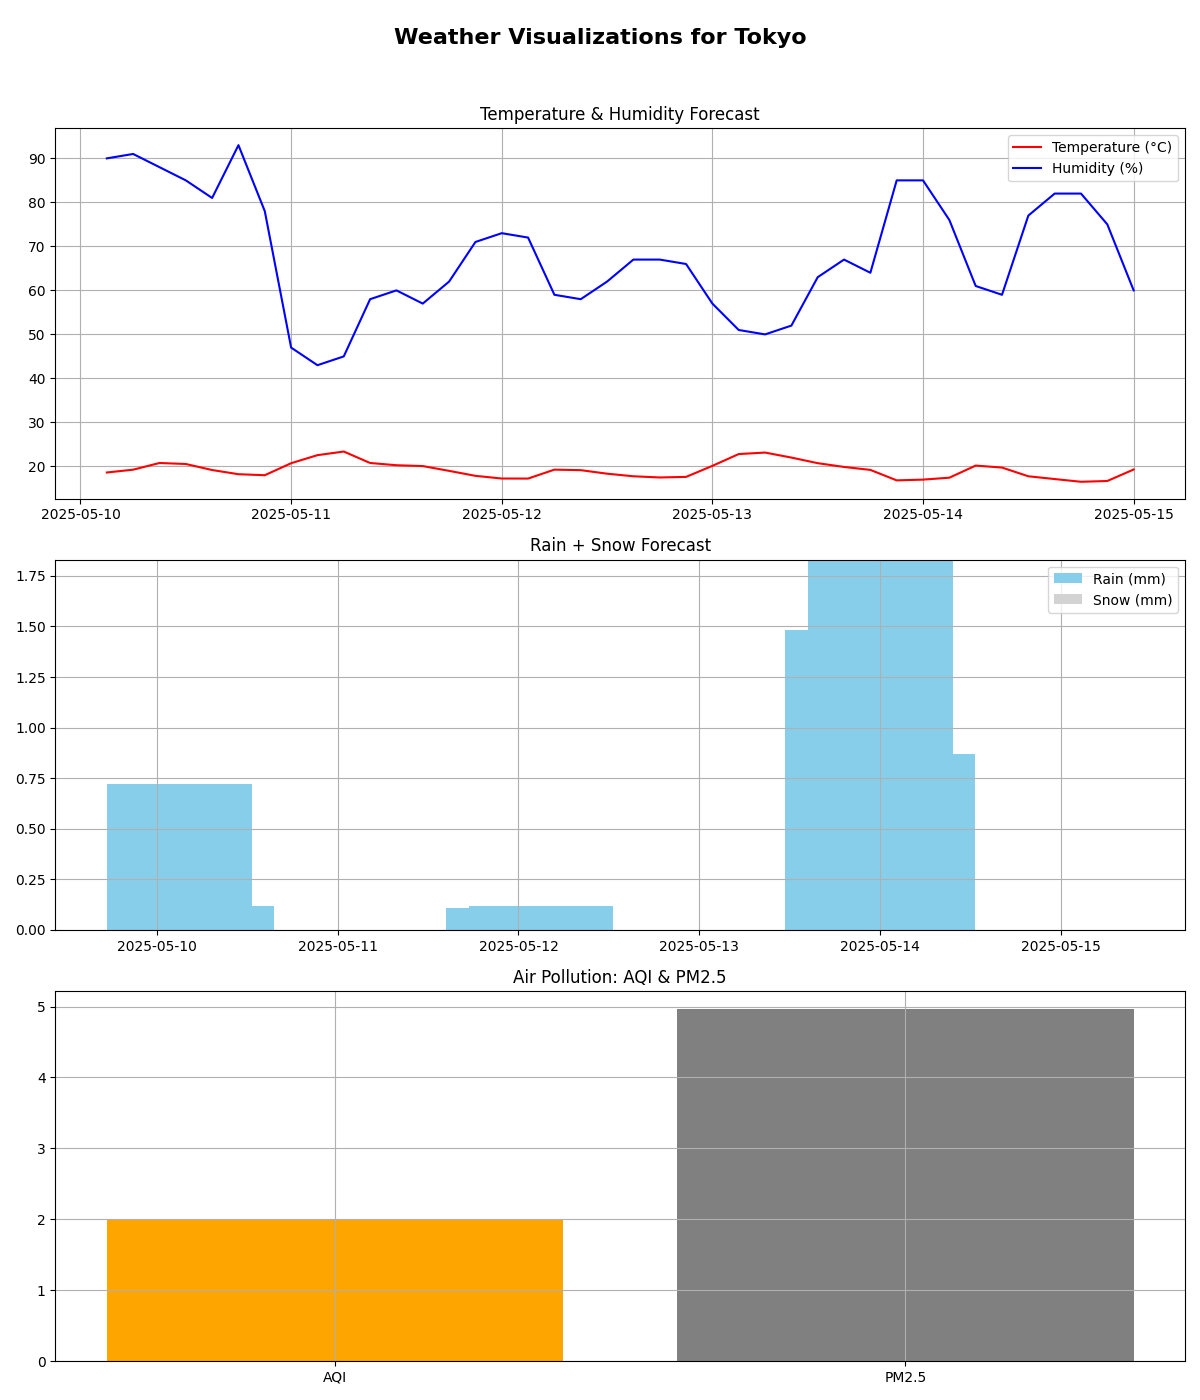 Weather Visualizations for Tokyo
Temperature & Humidity Forecast
Temperature (°C)
Humidity (%)
90
80
70
60
50
40
30
20
2025-05-10 2025-05-11 2025-05-12 2025-05-13 2025-05-14 2025-05-15
Rain + Snow Forecast
Rain (mm)
Snow (mm)
1.75
1.50
1.25
1.00
0.75
0.50
0.25
0.00
2025-05-10 2025-05-11 2025-05-12 2025-05-13 2025-05-14 2025-05-15
Air Pollution: AQI & PM2.5
5
4
3
2
1
0
AQI PM2.5